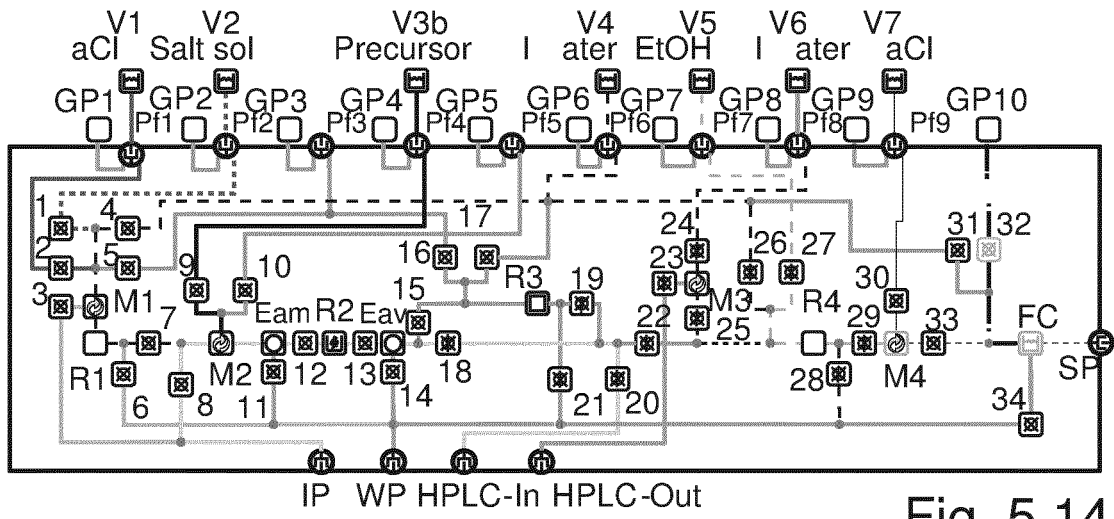 V1 V2 V3b V4 V5 V6 V7
aCl Salt sol Precursor I ater EtOH I ater aCl
GP1 GP2 GP3 GP4 GP5 GP6 GP7 GP8 GP9 GP10
Pf1 Pf2 Pf3 Pf4 Pf5 Pf6 Pf7 Pf8 Pf9
1 4 17 24 31 32
2 5 9 10 16 R3 23 26 27
3 M1 15 19 M3 30
7 Eam R2 Eav 22 25 R4 29 33 FC
R1 M2 12 13 18 28 M4 SP
6 8 11 14 21 20 34
IP WP HPLC-In HPLC-Out
Fig. 5.14